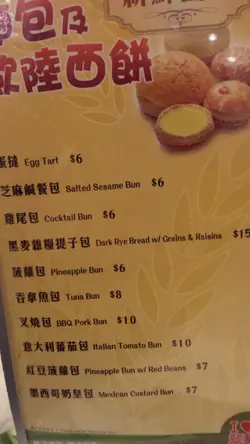 包及
歐陸西餅
蛋撻 Egg Tart $6
芝麻鹹餐包 Salted Sesame Bun $6
雞尾包 Cocktail Bun $6
黑麥雜糧提子包 Dark Rye Bread w/ Grains & Raisins $15
菠蘿包 Pineapple Bun $6
吞拿魚包 Tuna Bun $8
叉燒包 BBQ Pork Bun $10
意大利蕃茄包 Italian Tomato Bun $10
紅豆菠蘿包 Pineapple Bun w/ Red Beans $7
墨西哥奶皇包 Mexican Custard Bun $7